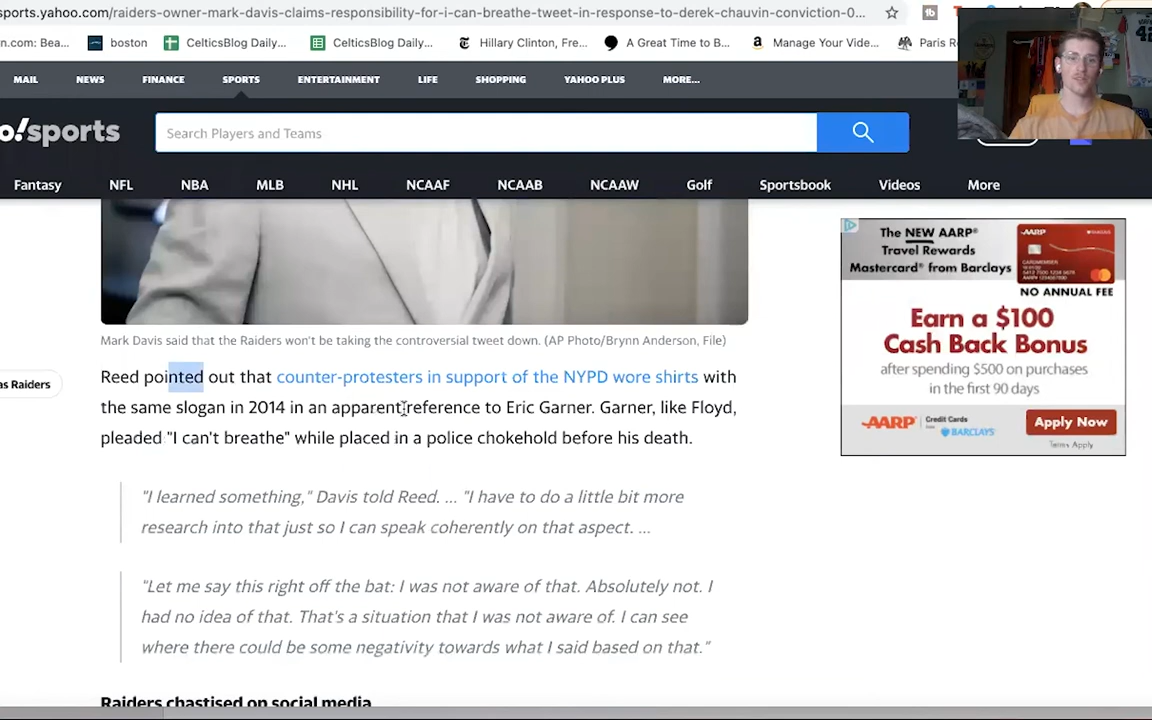 sports.yahoo.com/raiders-owner-mark-davis-claims-responsibility-for-i-can-breathe-tweet-in-response-to-derek-chauvin-conviction-0...
n.com: Bea... boston CelticsBlog Daily... CelticsBlog Daily... Hillary Clinton, Fre... A Great Time to B... Manage Your Vide... Paris R
MAIL NEWS FINANCE SPORTS ENTERTAINMENT LIFE SHOPPING YAHOO PLUS MORE...
o!sports Search Players and Teams
Fantasy NFL NBA MLB NHL NCAAF NCAAB NCAAW Golf Sportsbook Videos More
Mark Davis said that the Raiders won't be taking the controversial tweet down. (AP Photo/Brynn Anderson, File)
as Raiders
Reed pointed out that counter-protesters in support of the NYPD wore shirts with
the same slogan in 2014 in an apparent reference to Eric Garner. Garner, like Floyd,
pleaded "I can't breathe" while placed in a police chokehold before his death.
"I learned something," Davis told Reed. ... "I have to do a little bit more
research into that just so I can speak coherently on that aspect. ...
"Let me say this right off the bat: I was not aware of that. Absolutely not. I
had no idea of that. That's a situation that I was not aware of. I can see
where there could be some negativity towards what I said based on that."
Raiders chastised on social media
The NEW AARP®
Travel Rewards
Mastercard® from Barclays
AARP
NO ANNUAL FEE
Earn a $100
Cash Back Bonus
after spending $500 on purchases
in the first 90 days
AARP Credit Cards
from BARCLAYS
Apply Now
Terms Apply